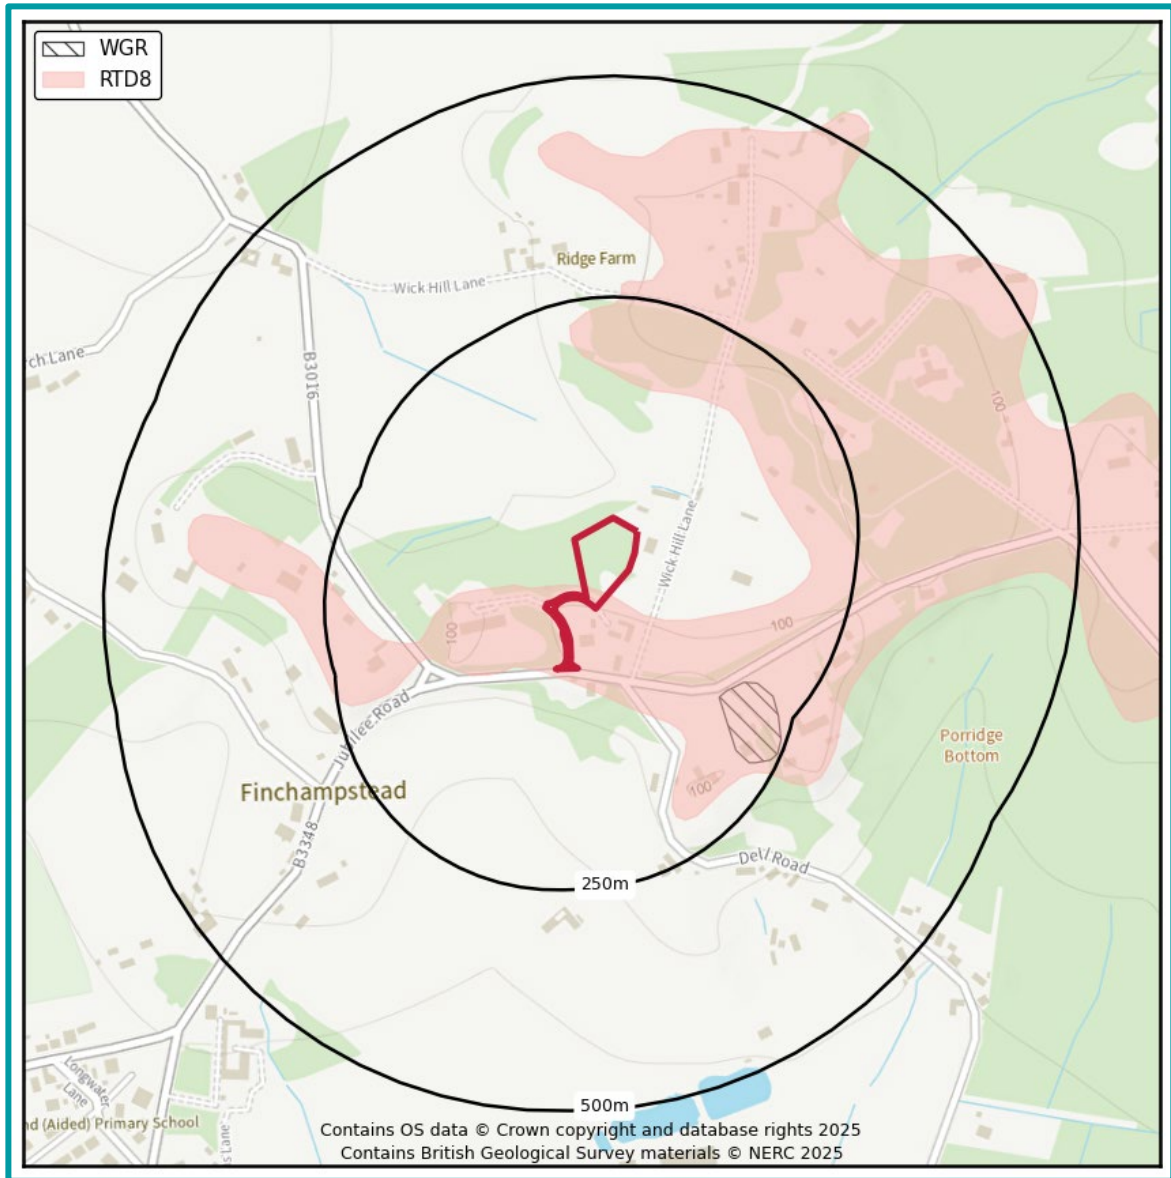 WGR
RTD8
Ridge Farm
Wick Hill Lane
ch Lane
B3016
100
Wick Hill Lane
100
100
Jubilee Road
Porridge
Bottom
Finchampstead
100
B3348
Dell Road
250m
Longwater
Lane
500m
nd (Aided) Primary School
s Lane
Contains OS data © Crown copyright and database rights 2025
Contains British Geological Survey materials © NERC 2025